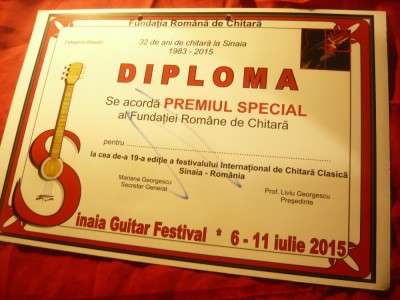 Fundația Română de Chitară
Categoria Master
32 de ani de chitară la Sinaia
1983 - 2015
DIPLOMA
Se acordă PREMIUL SPECIAL
al Fundației Române de Chitară
pentru
la cea de-a 19-a ediție a festivalului Internațional de Chitară Clasică
Sinaia - România
Mariana Georgescu
Secretar General
Prof. Liviu Georgescu
Președinte
Sinaia Guitar Festival * 6 - 11 iulie 2015